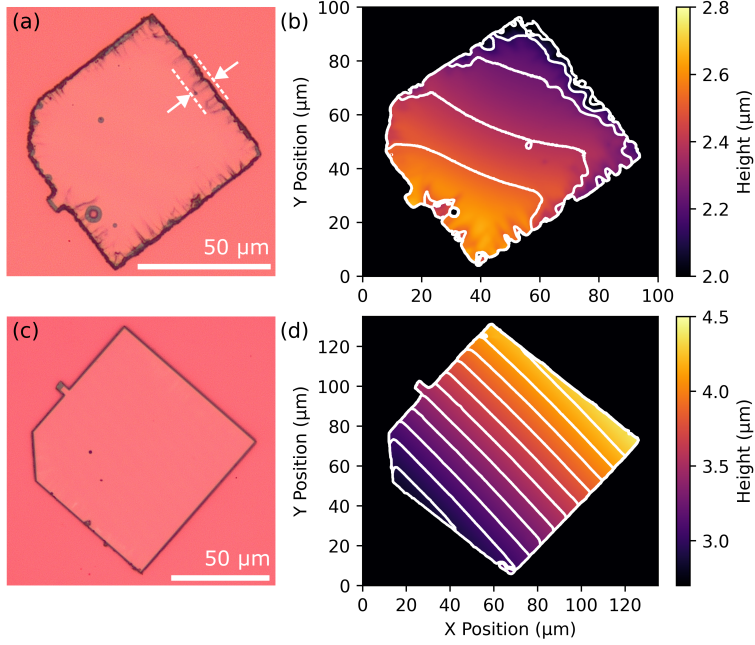 (a)
50 μm
(b)
100
80
60
40
20
0
Y Position (μm)
0 20 40 60 80 100
2.8
2.6
2.4
2.2
2.0
Height (μm)
(c)
50 μm
(d)
120
100
80
60
40
20
0
Y Position (μm)
0 20 40 60 80 100 120
X Position (μm)
4.5
4.0
3.5
3.0
Height (μm)